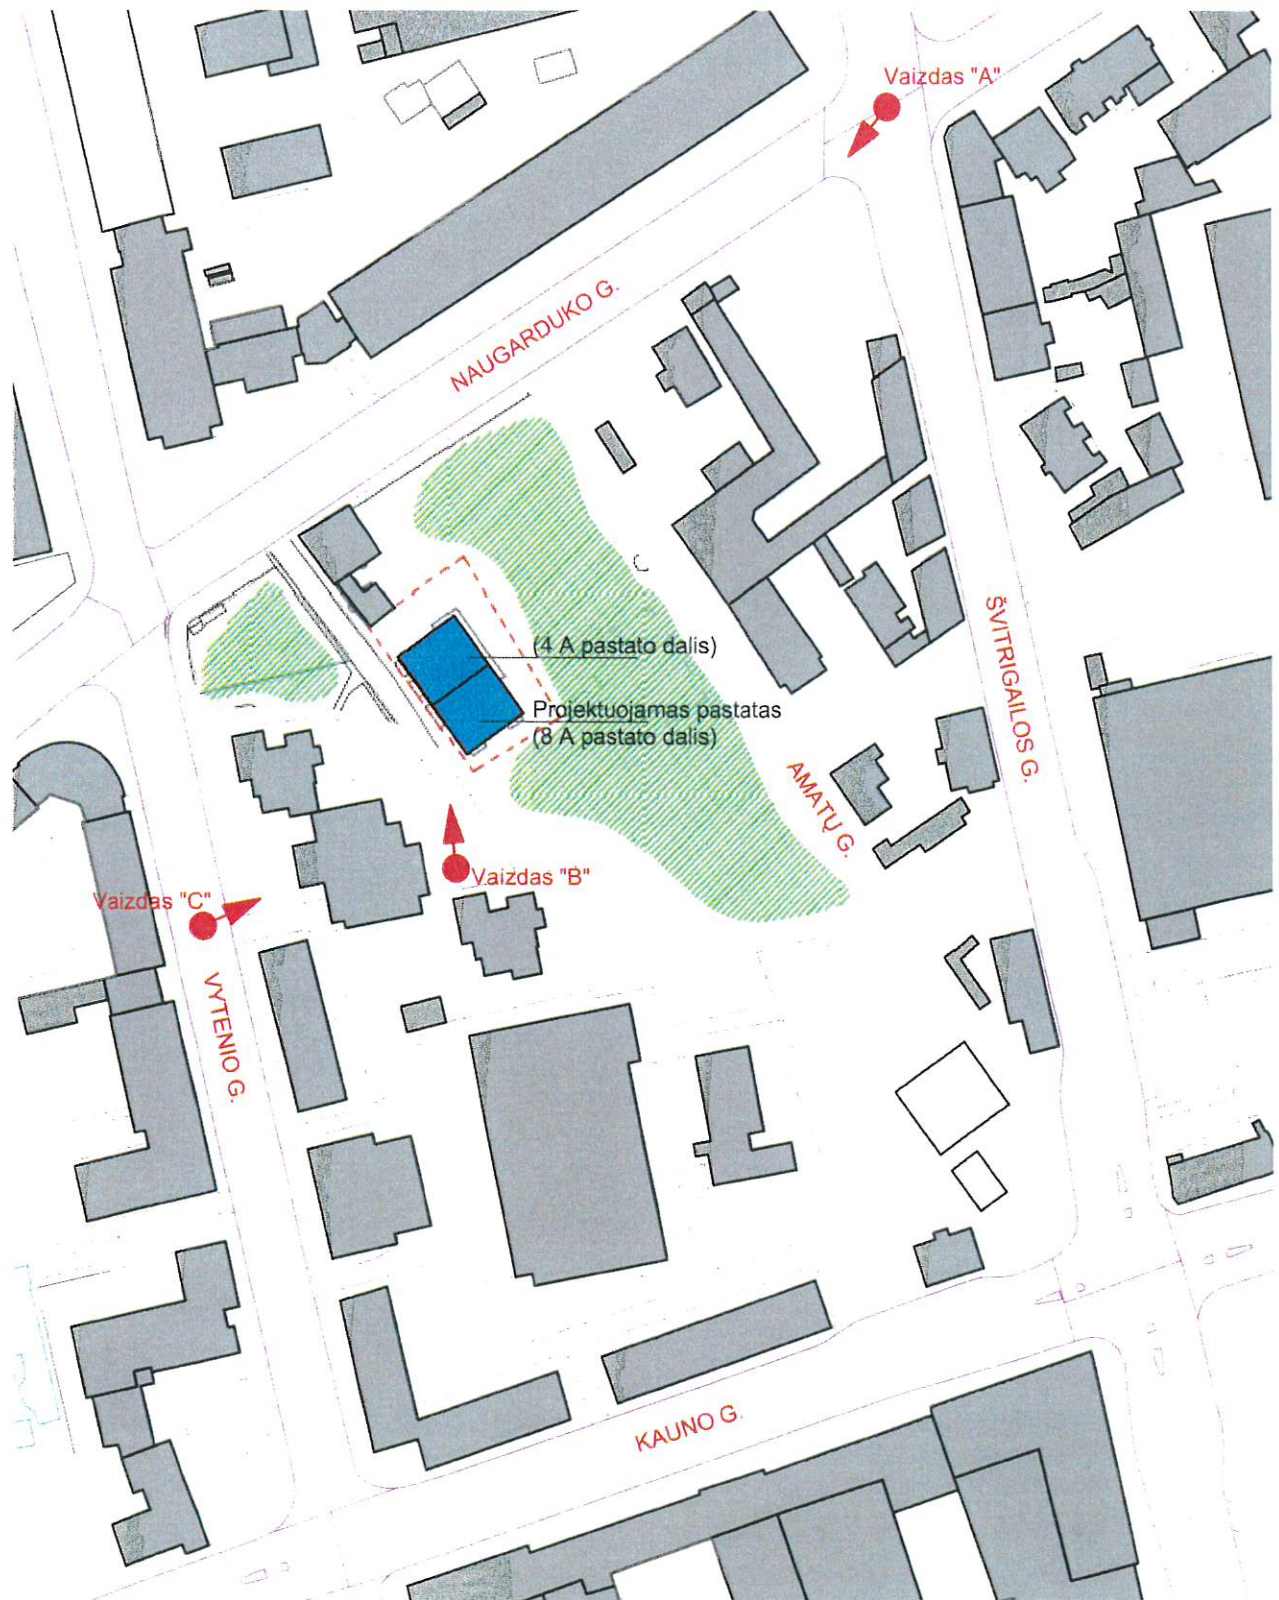 Vaizdas "A"
NAUGARDUKO G.
(4 A pastato dalis)
ŠVITRIGAILOS G.
Projektuojamas pastatas
(8 A pastato dalis)
AMATŲ G.
Vaizdas "B"
Vaizdas "C"
VYTENIO G.
KAUNO G.